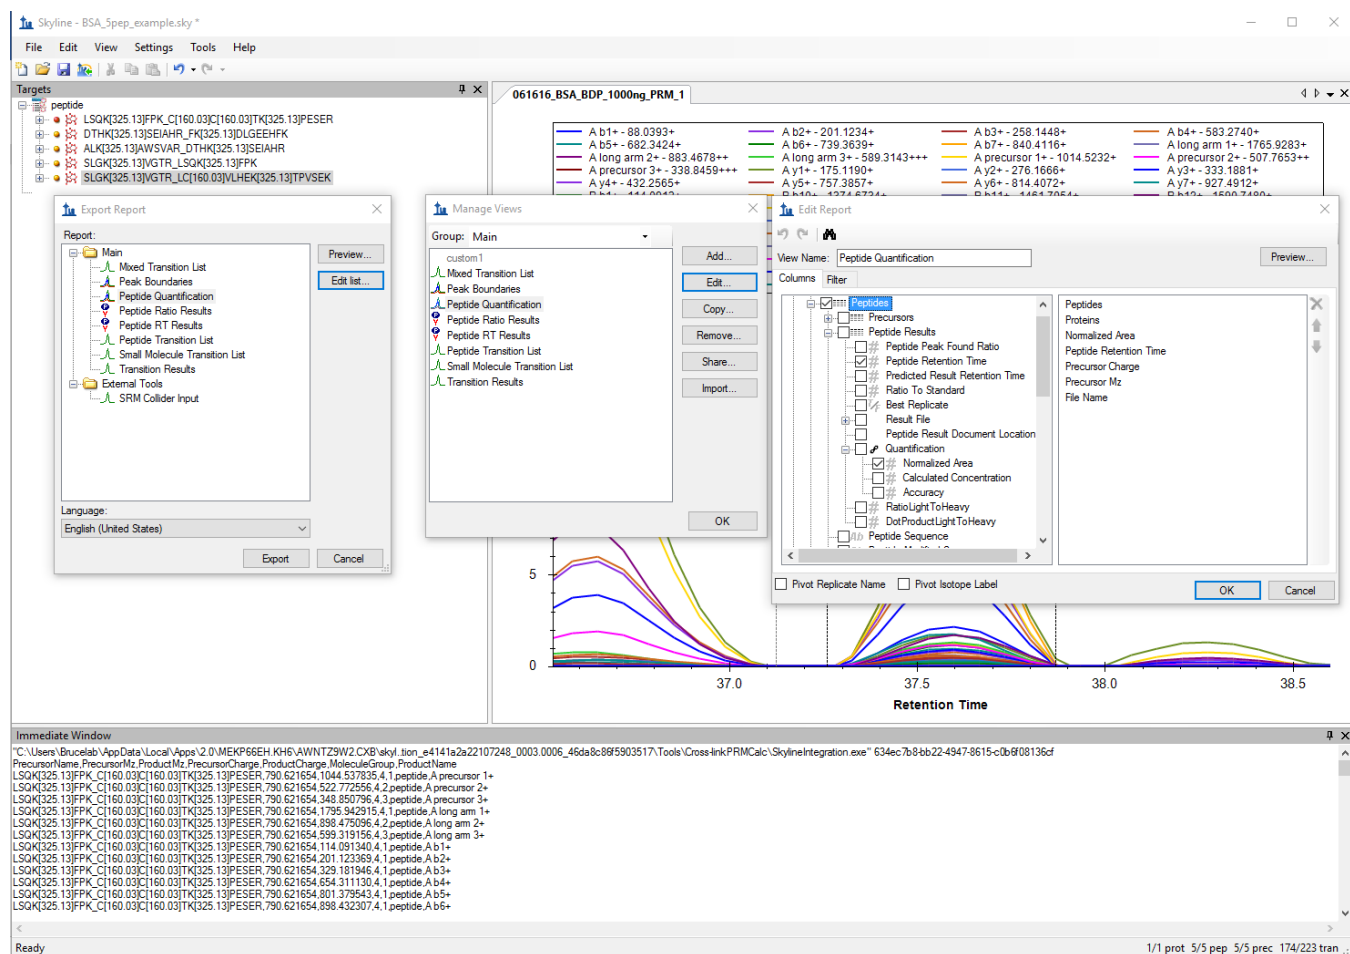 Skyline - BSA_5pep_example.sky *
File Edit View Settings Tools Help
Targets
peptide
LSQK[325.13]FPK_C[160.03]C[160.03]TK[325.13]PESER
DTHK[325.13]SEIAHR_FK[325.13]DLGEEHFK
ALK[325.13]AWSVAR_DTHK[325.13]SEIAHR
SLGK[325.13]VGTR_LSQK[325.13]FPK
SLGK[325.13]VGTR_LC[160.03]VLHEK[325.13]TPVSEK
061616_BSA_BDP_1000ng_PRM_1
A b1+ - 88.0393+ A b2+ - 201.1234+ A b3+ - 258.1448+ A b4+ - 583.2740+
A b5+ - 682.3424+ A b6+ - 739.3639+ A b7+ - 840.4116+ A long arm 1+ - 1765.9283+
A long arm 2+ - 883.4678++ A long arm 3+ - 589.3143+++ A precursor 1+ - 1014.5232+ A precursor 2+ - 507.7653++
A precursor 3+ - 338.8459+++ A y1+ - 175.1190+ A y2+ - 276.1666+ A y3+ - 333.1881+
A y4+ - 432.2565+ A y5+ - 757.3857+ A y6+ - 814.4072+ A y7+ - 927.4912+
Export Report
Report:
Main
Mixed Transition List
Peak Boundaries
Peptide Quantification
Peptide Ratio Results
Peptide RT Results
Peptide Transition List
Small Molecule Transition List
Transition Results
External Tools
SRM Collider Input
Preview...
Edit list...
Language:
English (United States)
Export Cancel
Manage Views
Group: Main
custom1
Mixed Transition List
Peak Boundaries
Peptide Quantification
Peptide Ratio Results
Peptide RT Results
Peptide Transition List
Small Molecule Transition List
Transition Results
Add...
Edit...
Copy...
Remove...
Share...
Import...
OK
Edit Report
View Name: Peptide Quantification Preview...
Columns Filter
Peptides
Precursors
Peptide Results
Peptide Peak Found Ratio
Peptide Retention Time
Predicted Result Retention Time
Ratio To Standard
Best Replicate
Result File
Peptide Result Document Location
Quantification
Normalized Area
Calculated Concentration
Accuracy
RatioLightToHeavy
DotProductLightToHeavy
Peptide Sequence
Peptides
Proteins
Normalized Area
Peptide Retention Time
Precursor Charge
Precursor Mz
File Name
Pivot Replicate Name Pivot Isotope Label
OK Cancel
5
0
37.0 37.5 38.0 38.5
Retention Time
Immediate Window
"C:\Users\Brucelab\AppData\Local\Apps\2.0\MEKP66EH.KH6\AWNTZ9W2.CXB\skyl..tion_e4141a2a22107248_0003.0006_46da8c86f5903517\Tools\Cross-linkPRMCalc\SkylineIntegration.exe" 634ec7b8-bb22-4947-8615-c0b6f08136cf
PrecursorName,PrecursorMz,ProductMz,PrecursorCharge,ProductCharge,MoleculeGroup,ProductName
LSQK[325.13]FPK_C[160.03]C[160.03]TK[325.13]PESER,790.621654,1044.537835,4,1,peptide,A precursor 1+
LSQK[325.13]FPK_C[160.03]C[160.03]TK[325.13]PESER,790.621654,522.772556,4,2,peptide,A precursor 2+
LSQK[325.13]FPK_C[160.03]C[160.03]TK[325.13]PESER,790.621654,348.850796,4,3,peptide,A precursor 3+
LSQK[325.13]FPK_C[160.03]C[160.03]TK[325.13]PESER,790.621654,1795.942915,4,1,peptide,A long arm 1+
LSQK[325.13]FPK_C[160.03]C[160.03]TK[325.13]PESER,790.621654,898.475096,4,2,peptide,A long arm 2+
LSQK[325.13]FPK_C[160.03]C[160.03]TK[325.13]PESER,790.621654,599.319156,4,3,peptide,A long arm 3+
LSQK[325.13]FPK_C[160.03]C[160.03]TK[325.13]PESER,790.621654,114.091340,4,1,peptide,A b1+
LSQK[325.13]FPK_C[160.03]C[160.03]TK[325.13]PESER,790.621654,201.123369,4,1,peptide,A b2+
LSQK[325.13]FPK_C[160.03]C[160.03]TK[325.13]PESER,790.621654,329.181946,4,1,peptide,A b3+
LSQK[325.13]FPK_C[160.03]C[160.03]TK[325.13]PESER,790.621654,654.311130,4,1,peptide,A b4+
LSQK[325.13]FPK_C[160.03]C[160.03]TK[325.13]PESER,790.621654,801.379543,4,1,peptide,A b5+
LSQK[325.13]FPK_C[160.03]C[160.03]TK[325.13]PESER,790.621654,898.432307,4,1,peptide,A b6+
Ready 1/1 prot 5/5 pep 5/5 prec 174/223 tran